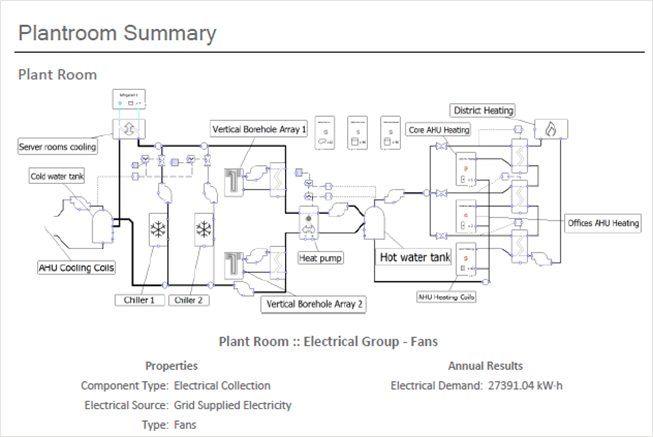 Plantroom Summary
Plant Room
Server rooms cooling
Vertical Borehole Array 1
District Heating
Core AHU Heating
Cold water tank
Offices AHU Heating
AHU Cooling Coils
Heat pump
Hot water tank
Chiller 1
Chiller 2
Vertical Borehole Array 2
AHU Heating Coils
Plant Room :: Electrical Group - Fans
Properties
Annual Results
Component Type: Electrical Collection
Electrical Demand: 27391.04 kW·h
Electrical Source: Grid Supplied Electricity
Type: Fans